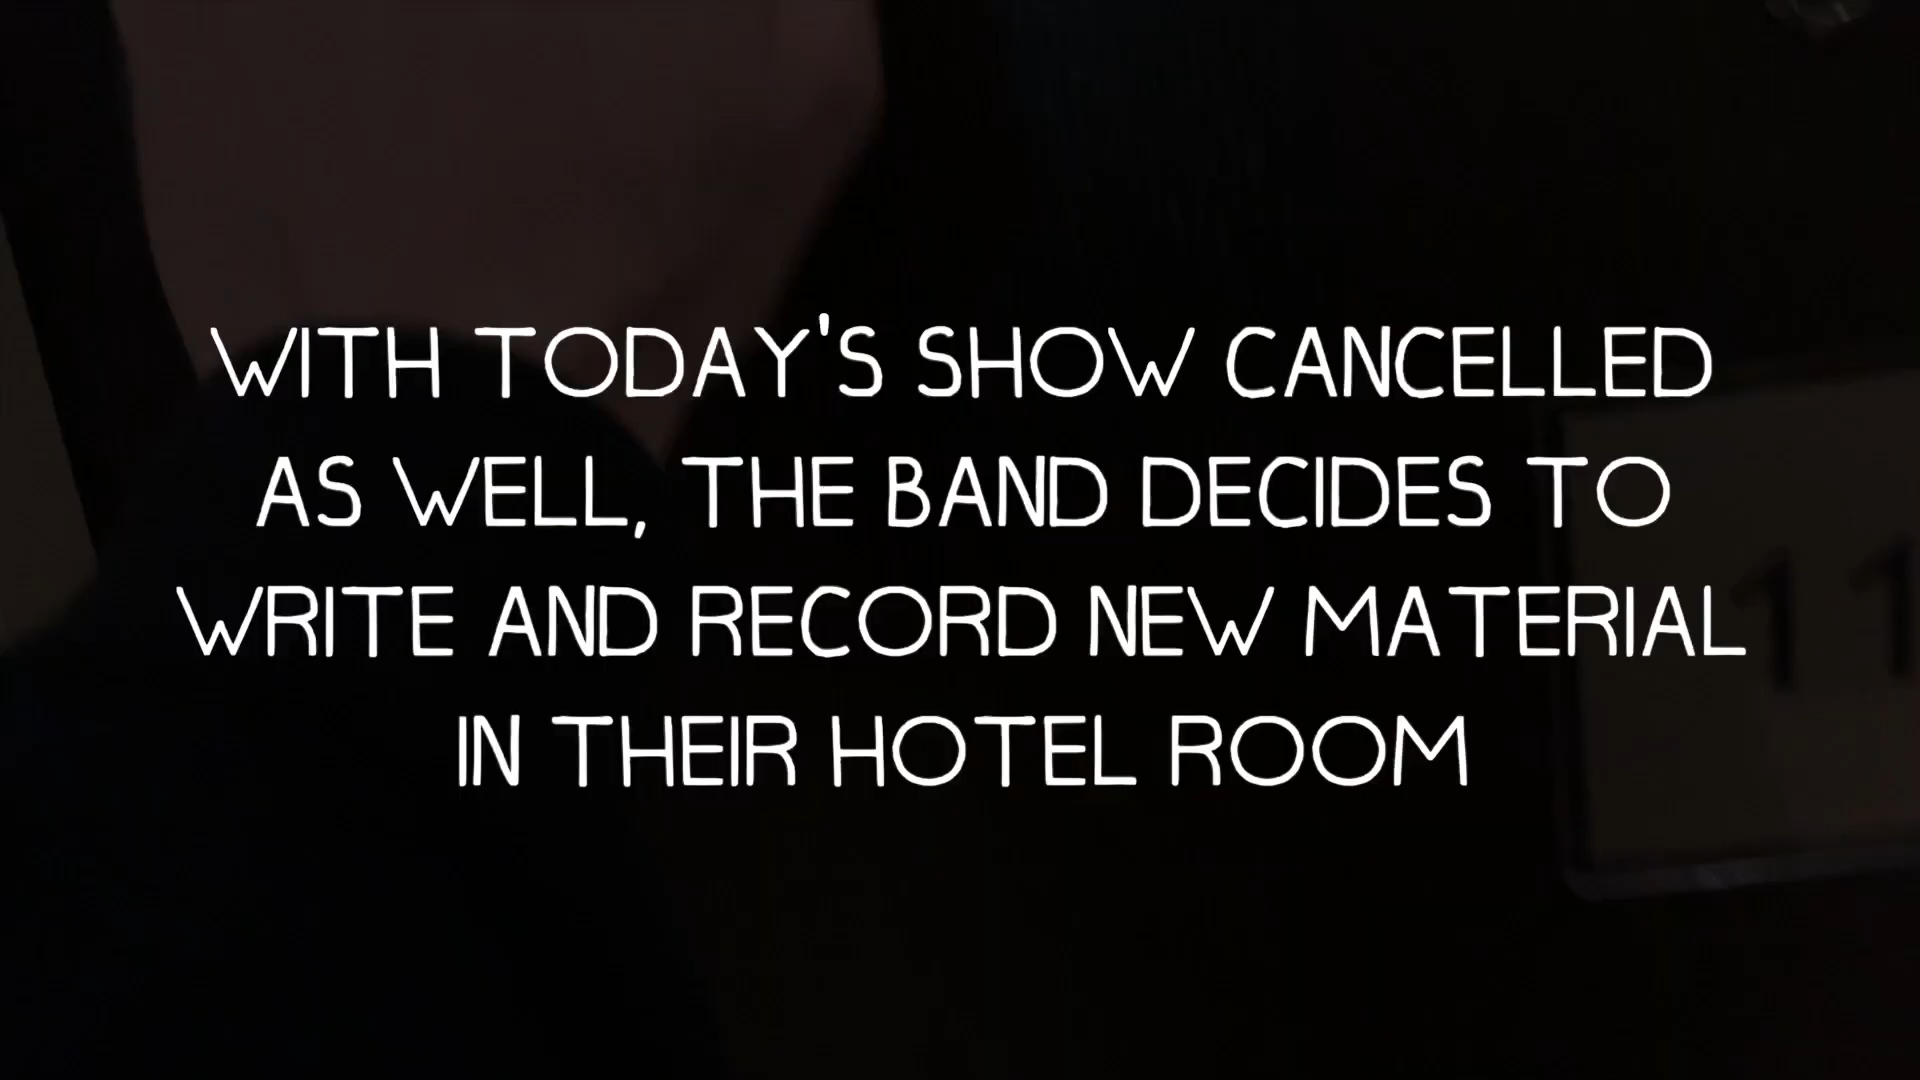 WITH TODAY'S SHOW CANCELLED
AS WELL, THE BAND DECIDES TO
WRITE AND RECORD NEW MATERIAL
IN THEIR HOTEL ROOM
11